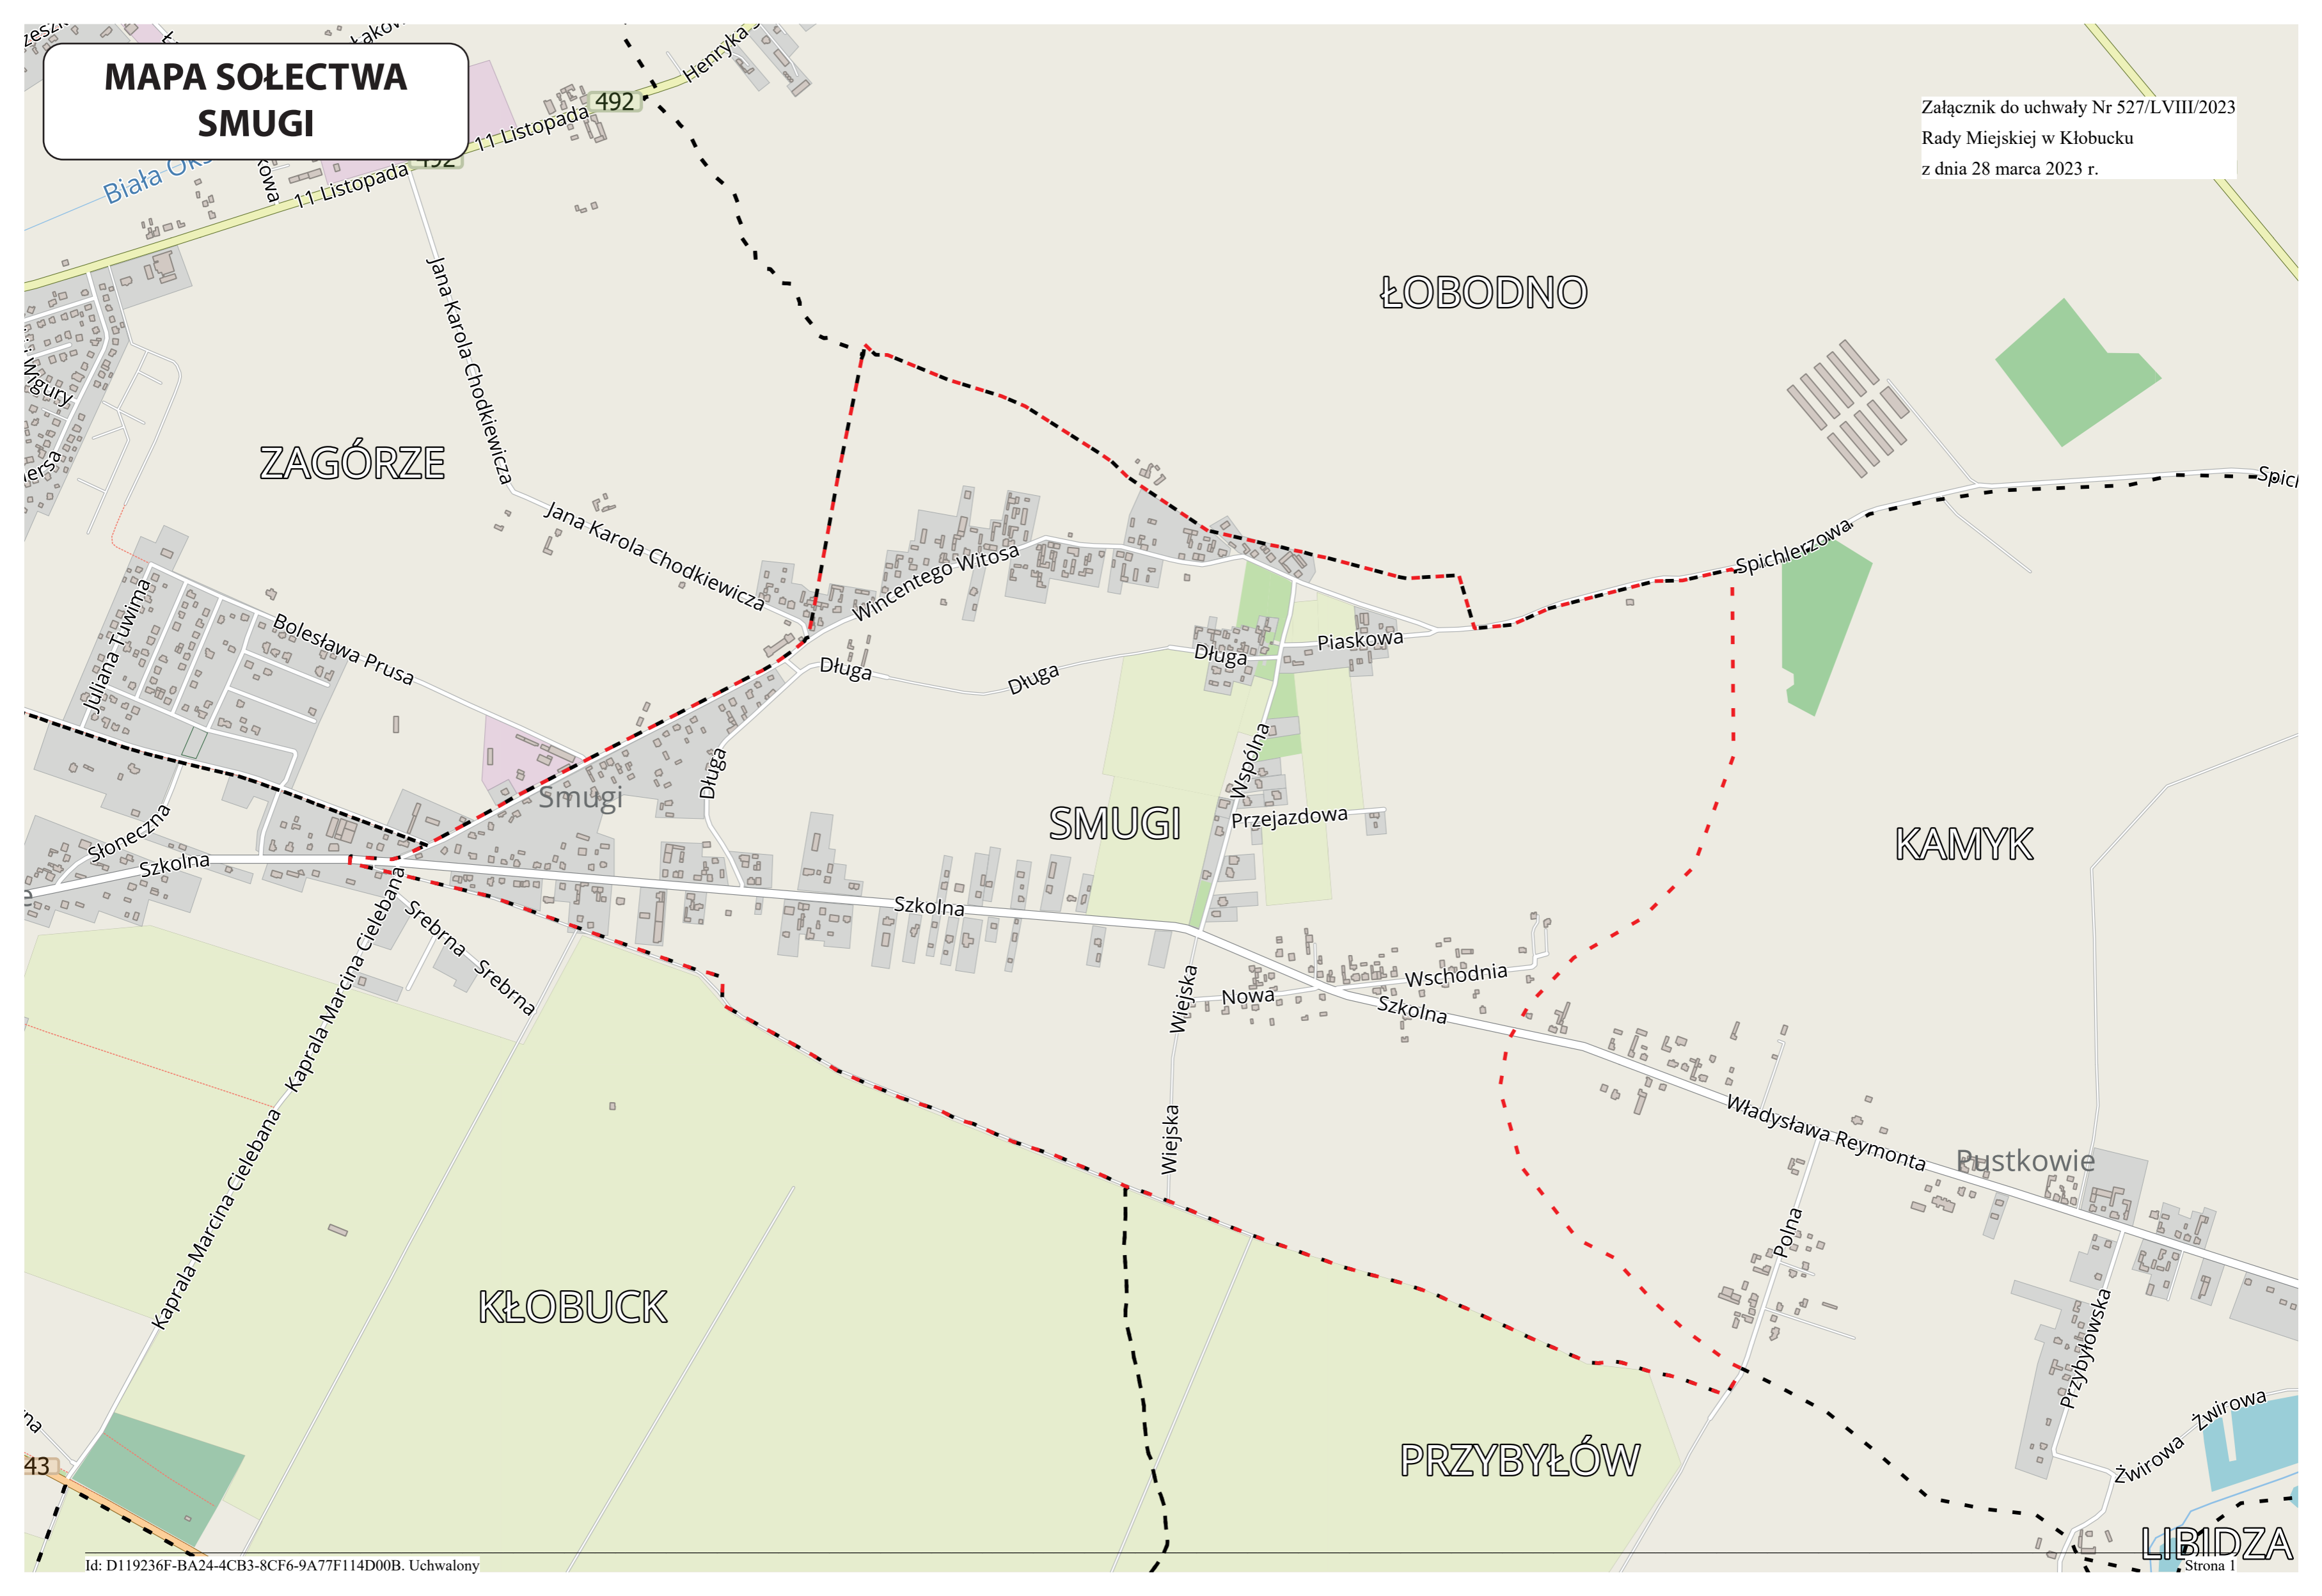 MAPA SOŁECTWA
SMUGI
Załącznik do uchwały Nr 527/LVIII/2023
Rady Miejskiej w Kłobucku
z dnia 28 marca 2023 r.
Henryka
492
11 Listopada
492
11 Listopada
Biała
ŁOBODNO
Jana Karola Chodkiewicza
ZAGÓRZE
Wigury
Jana Karola Chodkiewicza
Spichlerzowa
Wincentego Witosa
Juliana Tuwima
Bolesława Prusa
Długa
Długa
Długa
Piaskowa
Długa
Wspólna
Smugi
SMUGI
Przejazdowa
KAMYK
Słoneczna
Szkolna
Szkolna
Kaprala Marcina Cielebana
Srebrna
Srebrna
Wiejska
Nowa
Wschodnia
Szkolna
Kaprala Marcina Cielebana
Wiejska
Władysława Reymonta
Pustkowie
Polna
KŁOBUCK
Przybyłowska
PRZYBYŁÓW
Żwirowa
Żwirowa
43
LIBIDZA
Id: D119236F-BA24-4CB3-8CF6-9A77F114D00B. Uchwalony
Strona 1